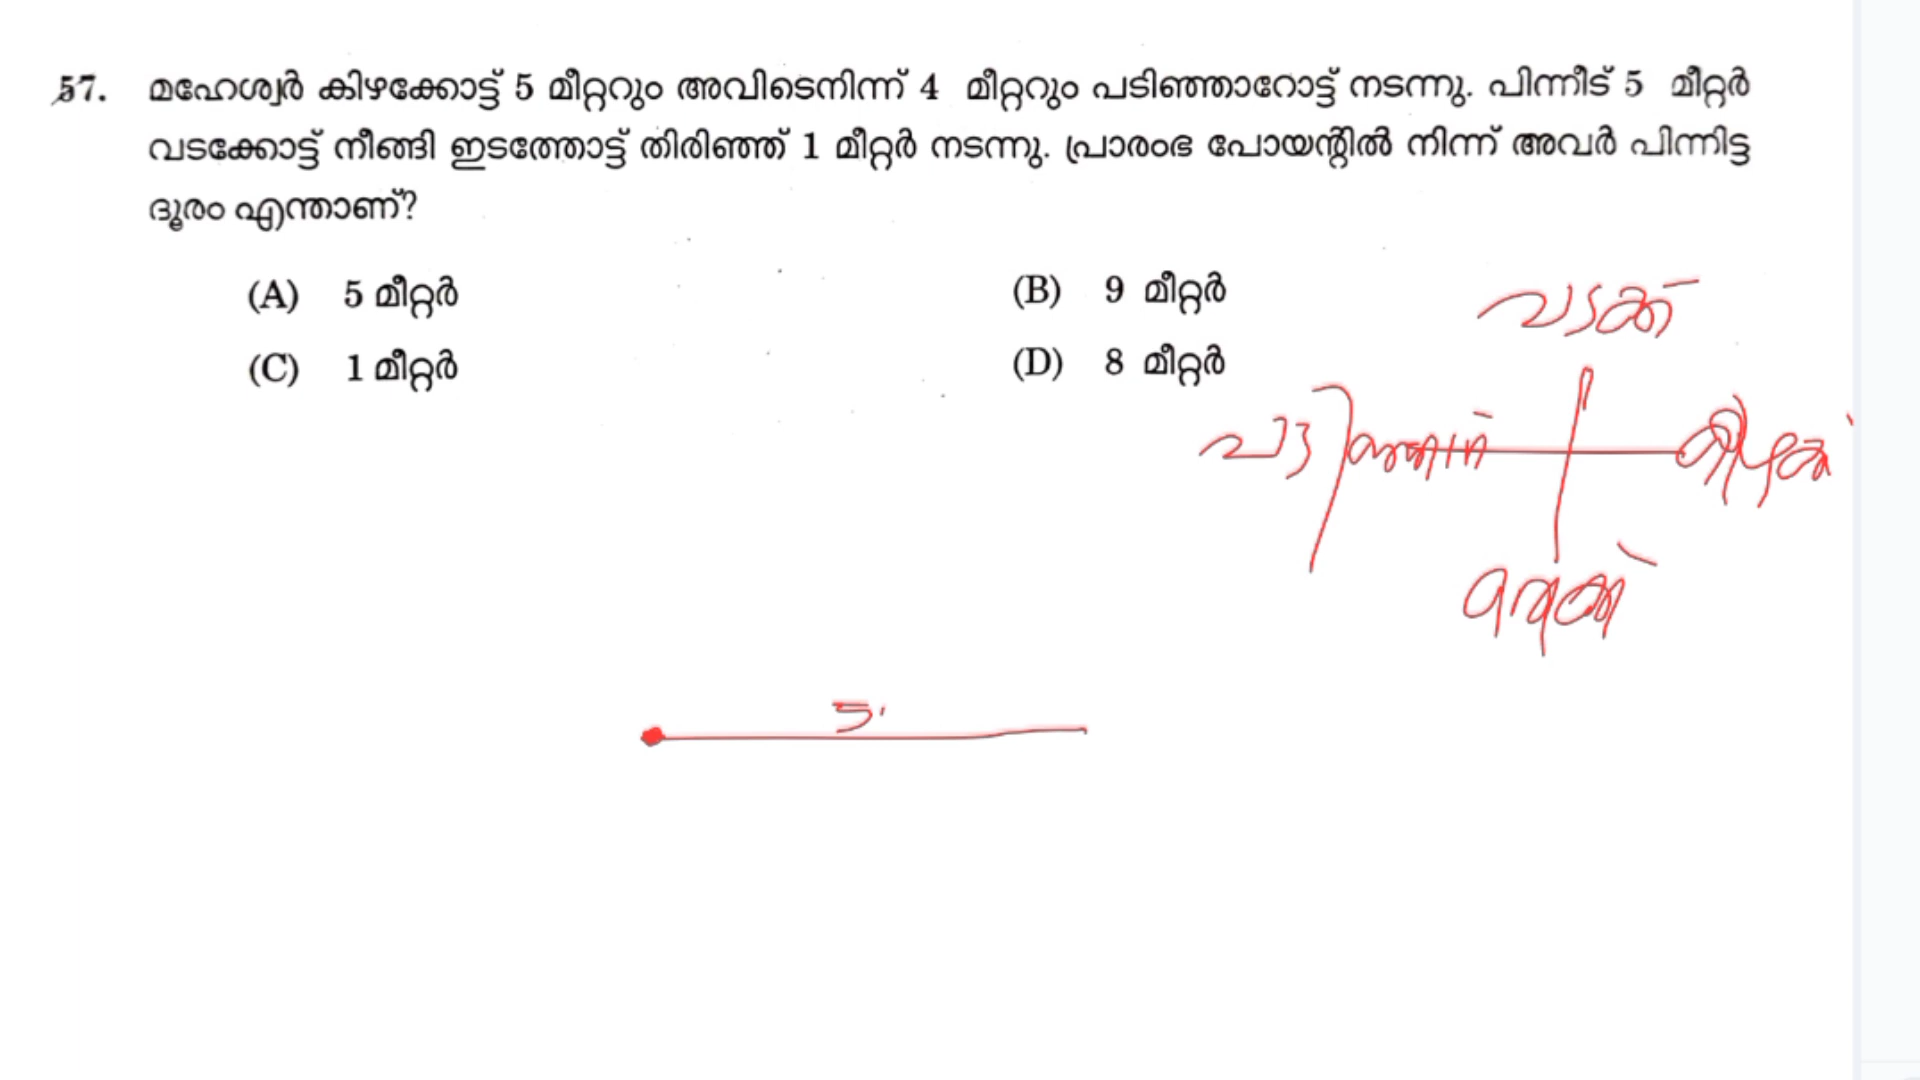 57. മഹേശ്വർ കിഴക്കോട്ട് 5 മീറ്ററും അവിടെനിന്ന് 4 മീറ്ററും പടിഞ്ഞാറോട്ട് നടന്നു. പിന്നീട് 5 മീറ്റർ
വടക്കോട്ട് നീങ്ങി ഇടത്തോട്ട് തിരിഞ്ഞ് 1 മീറ്റർ നടന്നു. പ്രാരംഭ പോയന്റിൽ നിന്ന് അവർ പിന്നിട്ട
ദൂരം എന്താണ്?
(A) 5 മീറ്റർ (B) 9 മീറ്റർ
(C) 1 മീറ്റർ (D) 8 മീറ്റർ
വടക്ക്
പടിഞ്ഞാറ് കിഴക്ക്
തെക്ക്
5